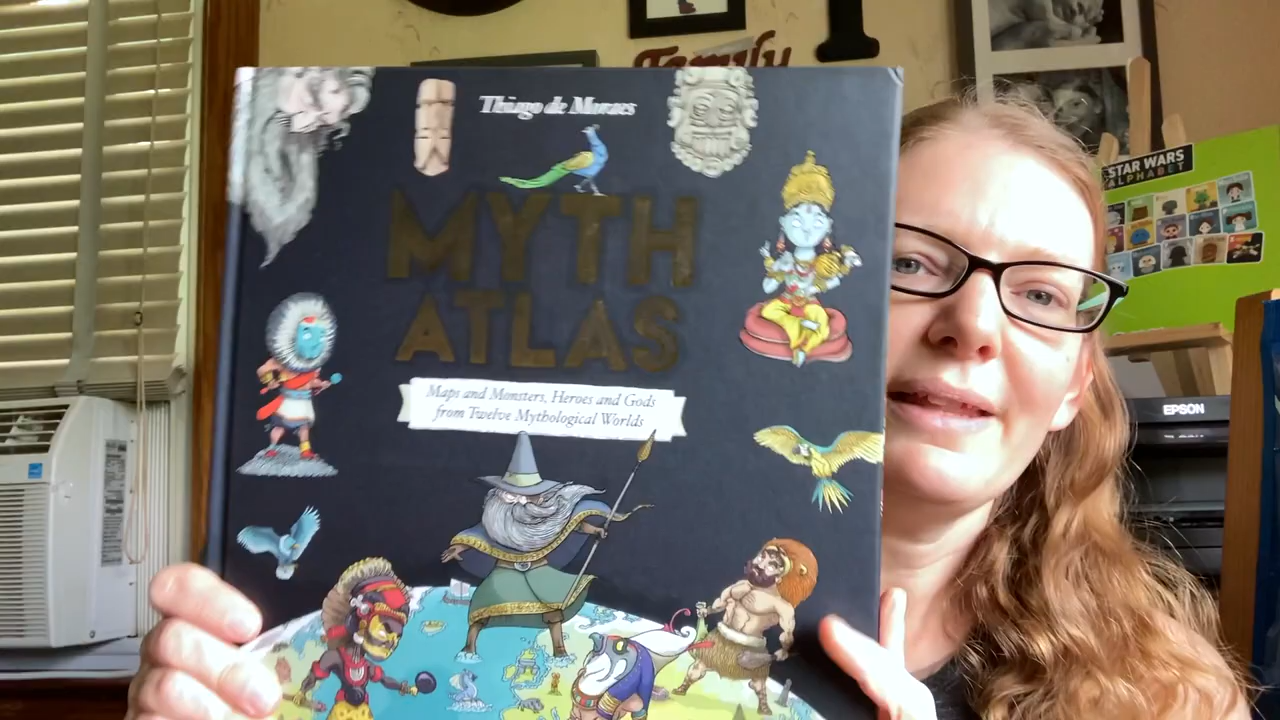 Family
Thiago de Moraes
MYTH
ATLAS
Maps and Monsters, Heroes and Gods
from Twelve Mythological Worlds
STAR WARS
ALPHABET
EPSON